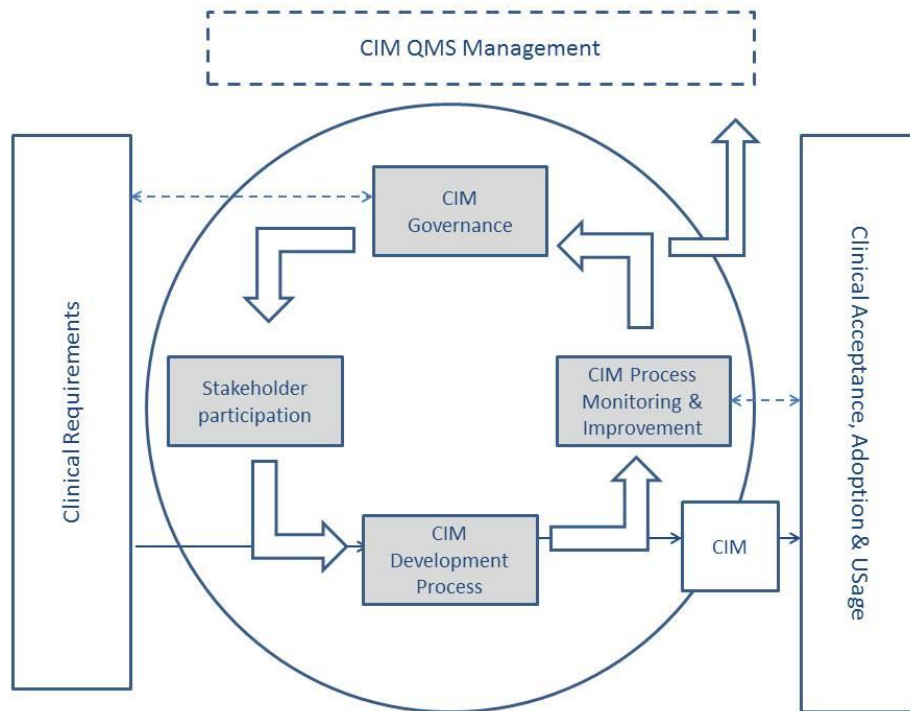 CIM QMS Management
CIM
Governance
Clinical Requirements
Stakeholder
participation
CIM Process
Monitoring &
Improvement
CIM
Development
Process
CIM
Clinical Acceptance, Adoption & USage